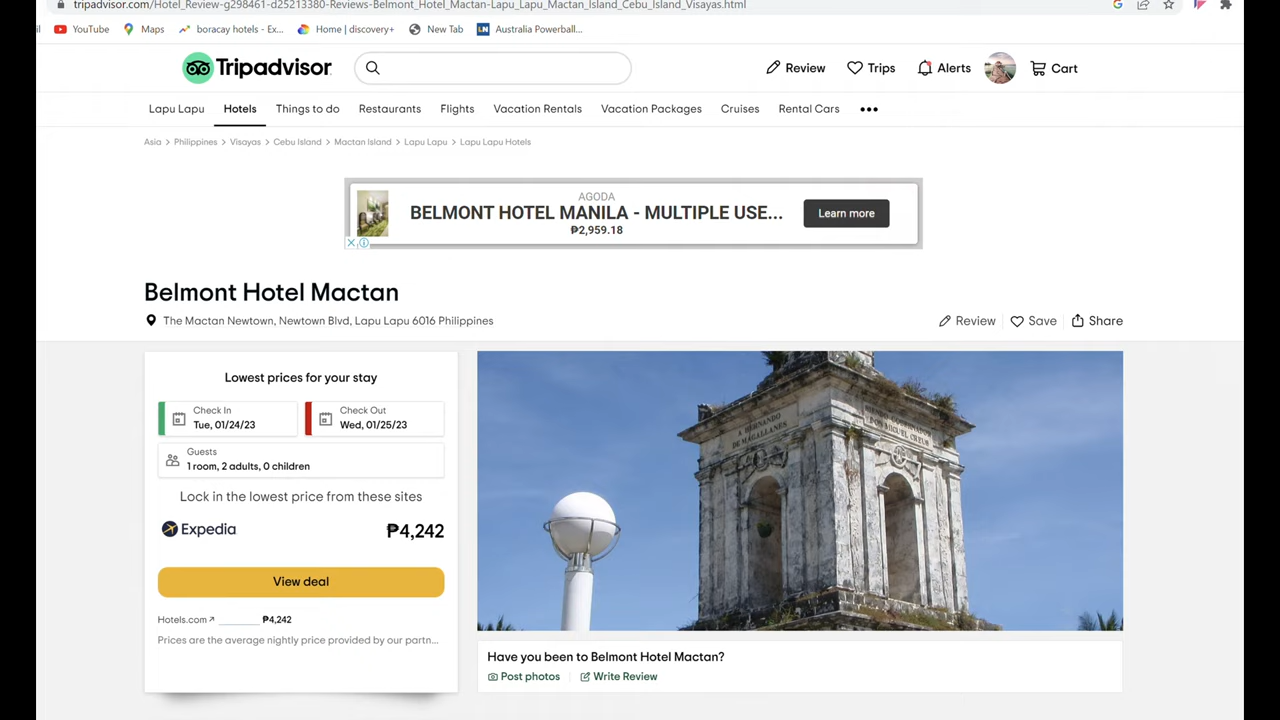 tripadvisor.com/Hotel_Review-g298461-d25213380-Reviews-Belmont_Hotel_Mactan-Lapu_Lapu_Mactan_Island_Cebu_Island_Visayas.html
YouTube Maps boracay hotels - Ex... Home | discovery+ New Tab LN Australia Powerball...
Tripadvisor Review Trips Alerts Cart
Lapu Lapu Hotels Things to do Restaurants Flights Vacation Rentals Vacation Packages Cruises Rental Cars
Asia > Philippines > Visayas > Cebu Island > Mactan Island > Lapu Lapu > Lapu Lapu Hotels
AGODA
BELMONT HOTEL MANILA - MULTIPLE USE...
₱2,959.18
Learn more
Belmont Hotel Mactan
The Mactan Newtown, Newtown Blvd, Lapu Lapu 6016 Philippines
Review Save Share
Lowest prices for your stay
Check In
Tue, 01/24/23
Check Out
Wed, 01/25/23
Guests
1 room, 2 adults, 0 children
Lock in the lowest price from these sites
Expedia ₱4,242
View deal
Hotels.com ₱4,242
Prices are the average nightly price provided by our partn...
A HERNANDO
DE MAGALLANES
DON MIGUEL CREUS
Have you been to Belmont Hotel Mactan?
Post photos Write Review